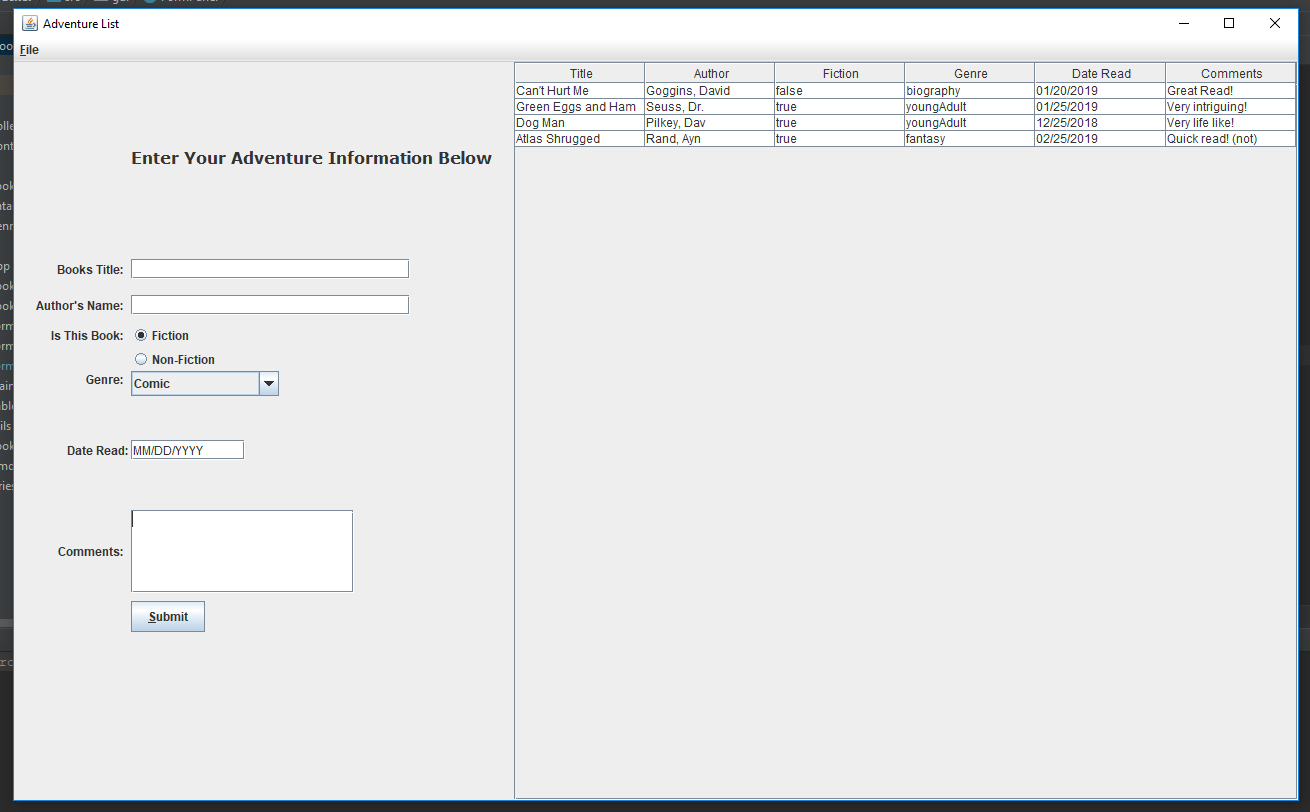 Adventure List
File
Enter Your Adventure Information Below
Books Title:
Author's Name:
Is This Book: Fiction
Non-Fiction
Genre: Comic
Date Read: MM/DD/YYYY
Comments:
Submit
Title Author Fiction Genre Date Read Comments
Can't Hurt Me Goggins, David false biography 01/20/2019 Great Read!
Green Eggs and Ham Seuss, Dr. true youngAdult 01/25/2019 Very intriguing!
Dog Man Pilkey, Dav true youngAdult 12/25/2018 Very life like!
Atlas Shrugged Rand, Ayn true fantasy 02/25/2019 Quick read! (not)